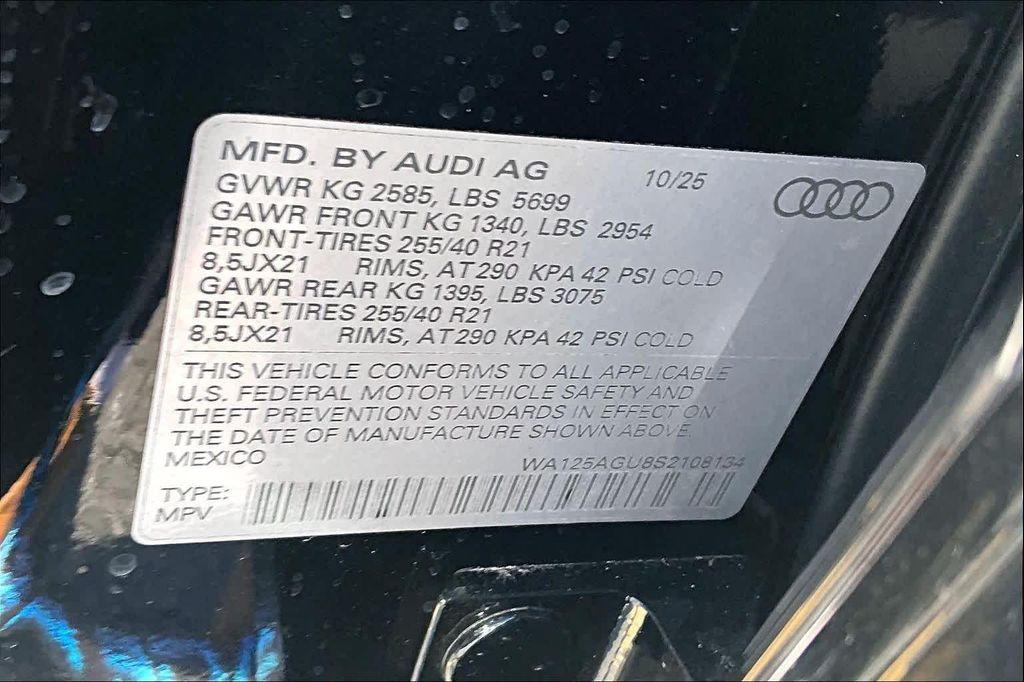 MFD. BY AUDI AG 10/25
GVWR KG 2585, LBS 5699
GAWR FRONT KG 1340, LBS 2954
FRONT-TIRES 255/40 R21
8,5JX21 RIMS, AT 290 KPA 42 PSI COLD
GAWR REAR KG 1395, LBS 3075
REAR-TIRES 255/40 R21
8,5JX21 RIMS, AT 290 KPA 42 PSI COLD
THIS VEHICLE CONFORMS TO ALL APPLICABLE
U.S. FEDERAL MOTOR VEHICLE SAFETY AND
THEFT PREVENTION STANDARDS IN EFFECT ON
THE DATE OF MANUFACTURE SHOWN ABOVE.
MEXICO WA125AGU8S2108134
TYPE:
MPV